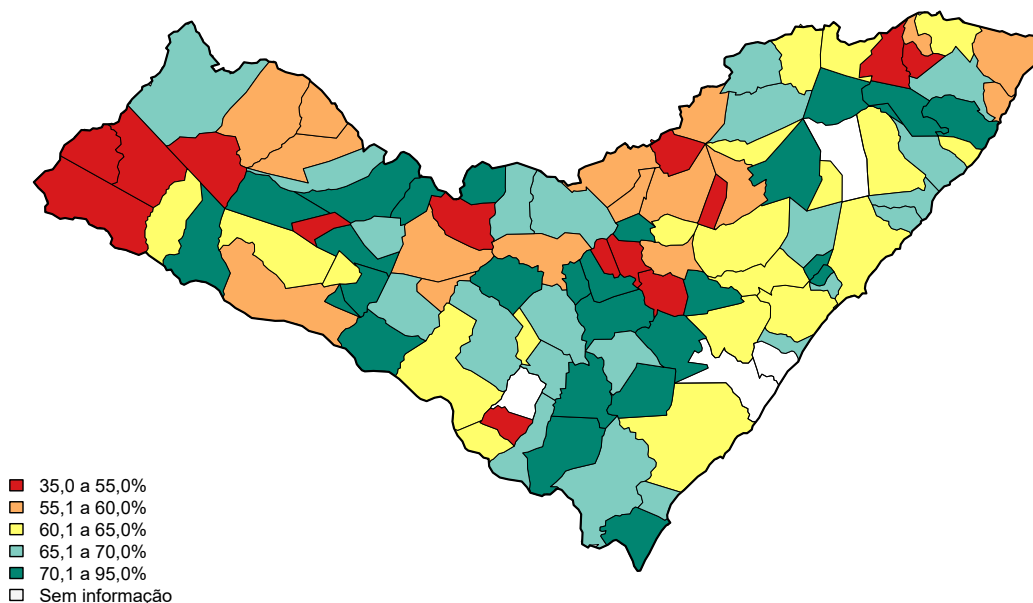 35,0 a 55,0%
55,1 a 60,0%
60,1 a 65,0%
65,1 a 70,0%
70,1 a 95,0%
Sem informação